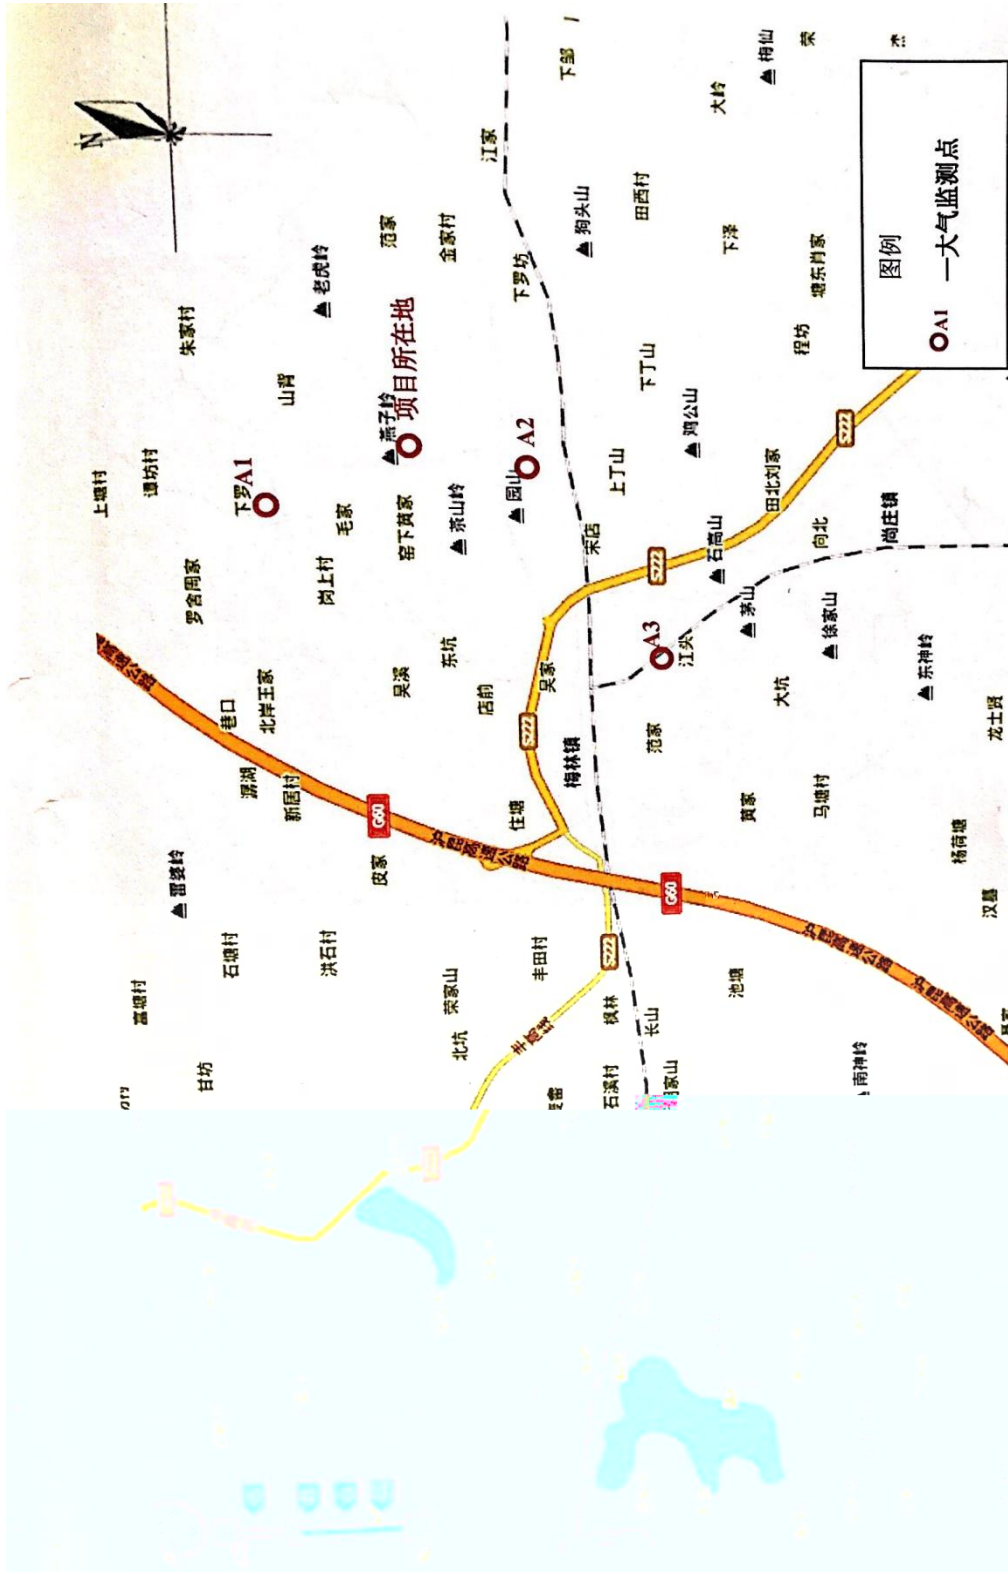 N
上塘村
高速公路
富塘村
谭坊村
雷婆岭
朱家村
甘坊
罗舍周家
石塘村
巷口
下罗
A1
潺湖
北岸王家
新居村
山背
洪石村
岗上村
老虎岭
毛家
皮家
G60
吴溪
窑下黄家
燕子岭
范家
项目所在地
北坑
荣家山
沪昆高速公路
东坑
茶山岭
金家村
店前
江家
住塘
S222
园山
A2
下罗坊
丰田村
吴家
梅林镇
下邹
狗头山
宋店
石溪村
枫林
S222
上丁山
长山
范家
A3
S222
下丁山
田西村
G60
江头
鸡公山
池塘
石高山
大岭
下泽
黄家
茅山
梅仙
大坑
田北刘家
程坊
荣
马塘村
向北
塘东肖家
徐家山
沪昆高速公路
S222
南神岭
尚庄镇
图例
东神岭
沪昆高速公路
A1
一大气监测点
杨荷塘
汉墓
龙士贤